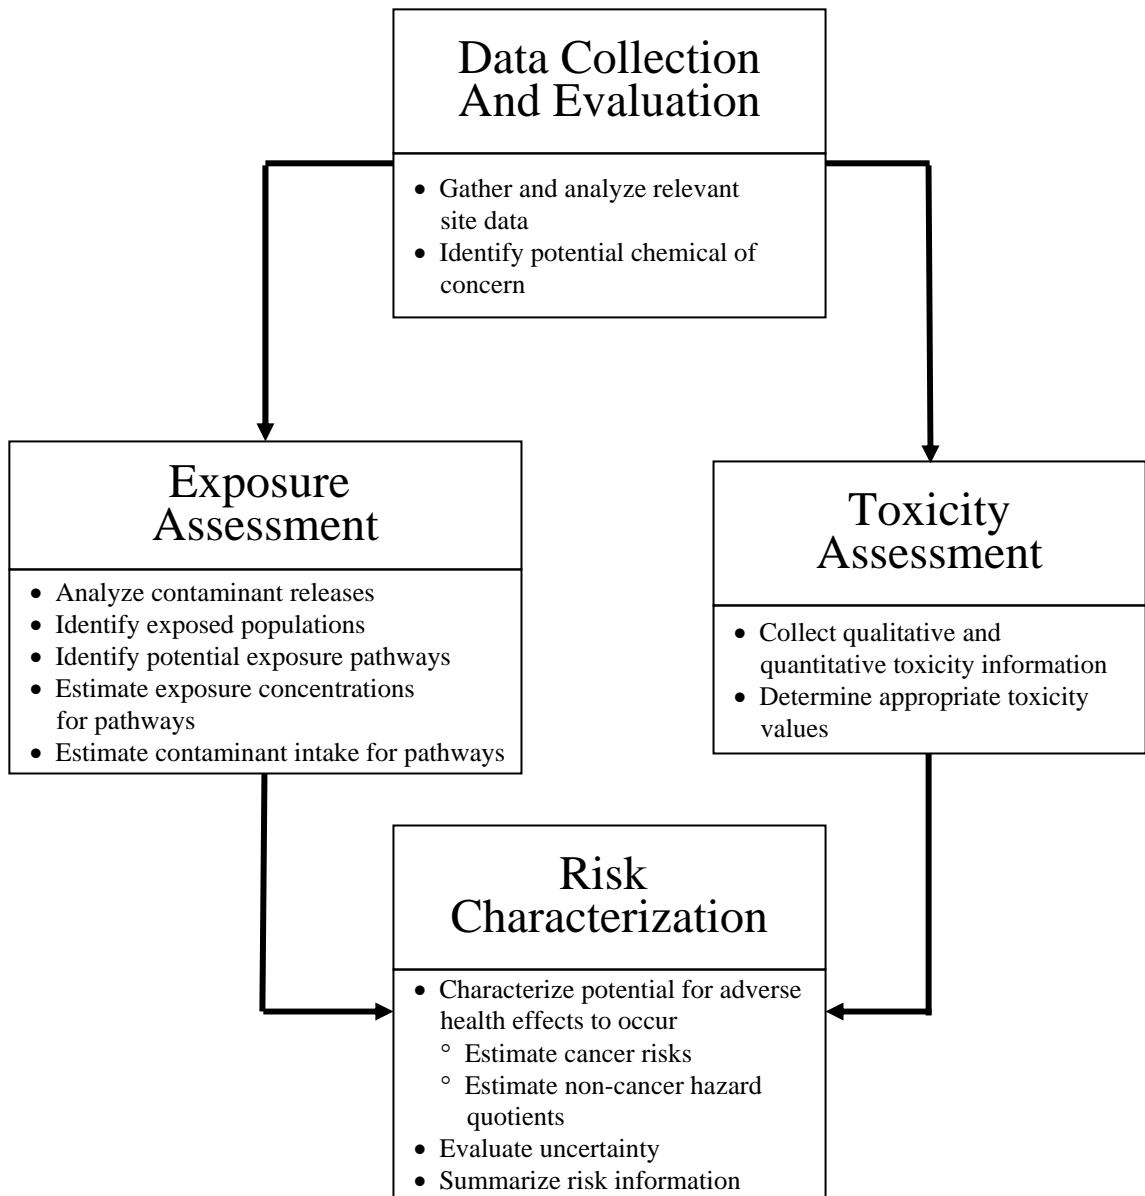 Data Collection
And Evaluation
• Gather and analyze relevant
site data
• Identify potential chemical of
concern
Exposure
Assessment
• Analyze contaminant releases
• Identify exposed populations
• Identify potential exposure pathways
• Estimate exposure concentrations
for pathways
• Estimate contaminant intake for pathways
Toxicity
Assessment
• Collect qualitative and
quantitative toxicity information
• Determine appropriate toxicity
values
Risk
Characterization
• Characterize potential for adverse
health effects to occur
° Estimate cancer risks
° Estimate non-cancer hazard
quotients
• Evaluate uncertainty
• Summarize risk information